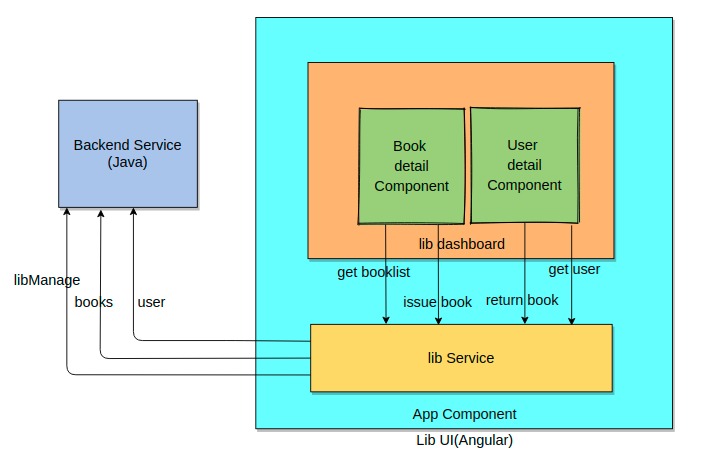 Backend Service
(Java)
Book
detail
Component
User
detail
Component
lib dashboard
get booklist
get user
issue book
return book
libManage
books
user
lib Service
App Component
Lib UI(Angular)